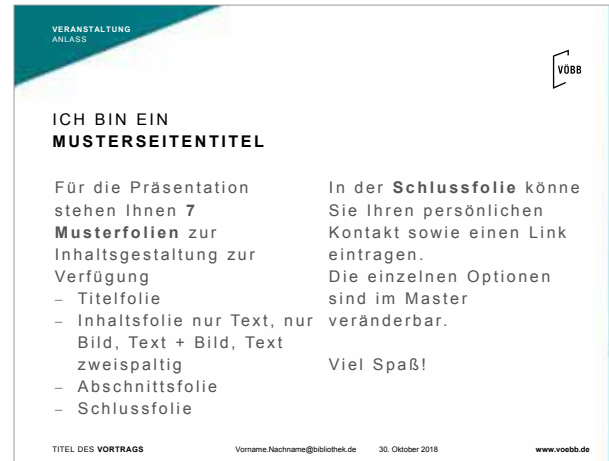 VERANSTALTUNG
ANLASS
VÖBB
ICH BIN EIN
MUSTERSEITENTITEL
Für die Präsentation
stehen Ihnen 7
Musterfolien zur
Inhaltsgestaltung zur
Verfügung
– Titelfolie
– Inhaltsfolie nur Text, nur
Bild, Text + Bild, Text
zweispaltig
– Abschnittsfolie
– Schlussfolie
In der Schlussfolie könne
Sie Ihren persönlichen
Kontakt sowie einen Link
eintragen.
Die einzelnen Optionen
sind im Master
veränderbar.
Viel Spaß!
TITEL DES VORTRAGS Vorname.Nachname@bibliothek.de 30. Oktober 2018 www.voebb.de